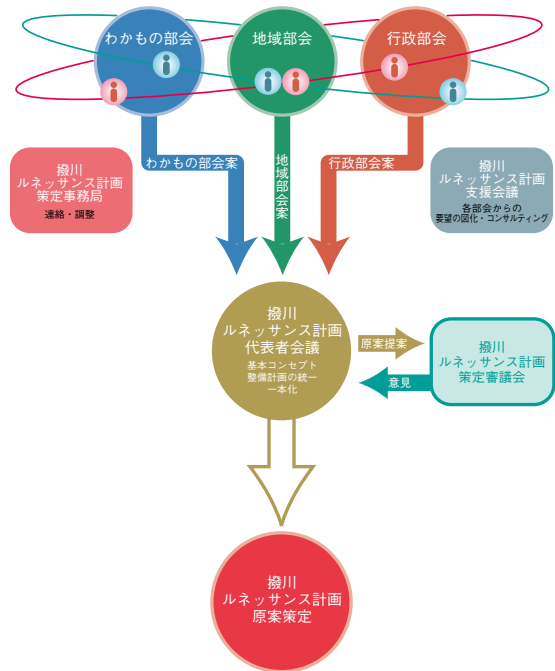 わかもの部会
地域部会
行政部会
撥川
ルネッサンス計画
策定事務局
連絡・調整
わかもの部会案
地域部会案
行政部会案
撥川
ルネッサンス計画
支援会議
各部会からの
要望の図化・コンサルティング
撥川
ルネッサンス計画
代表者会議
基本コンセプト
整備計画の統一
一本化
原案提案
意見
撥川
ルネッサンス計画
策定審議会
撥川
ルネッサンス計画
原案策定